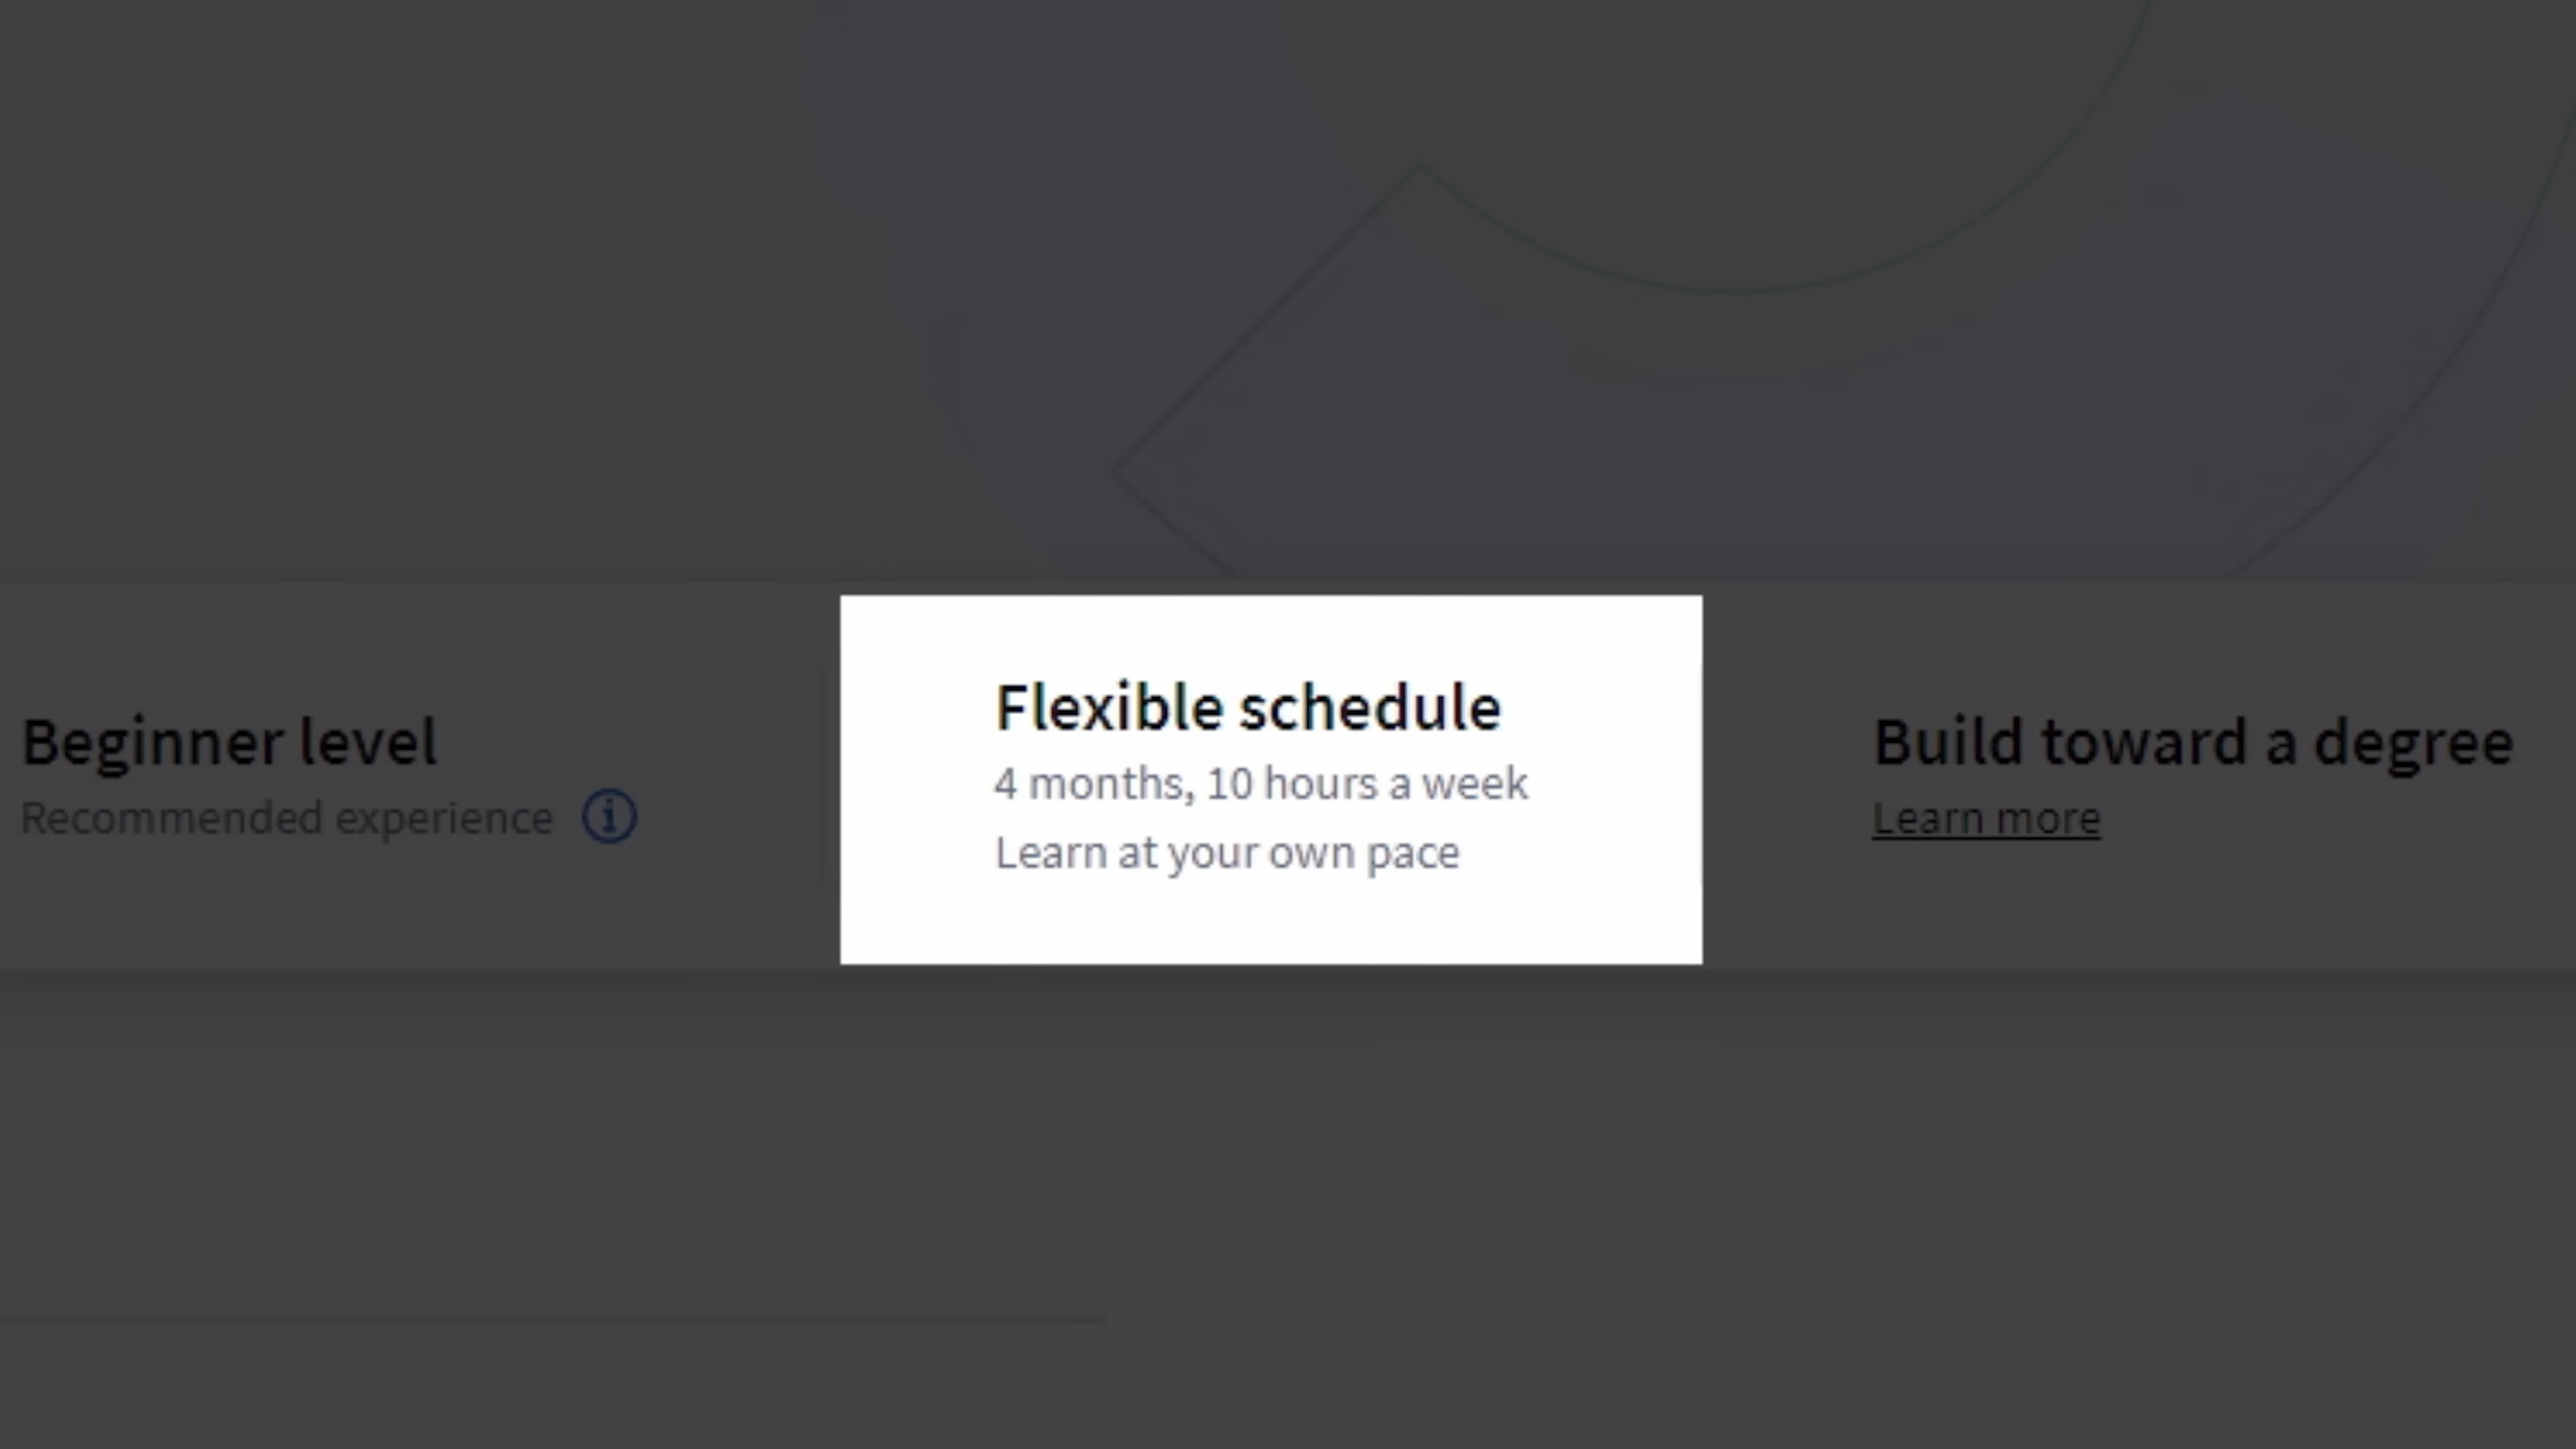 Beginner level
Recommended experience
Flexible schedule
4 months, 10 hours a week
Learn at your own pace
Build toward a degree
Learn more